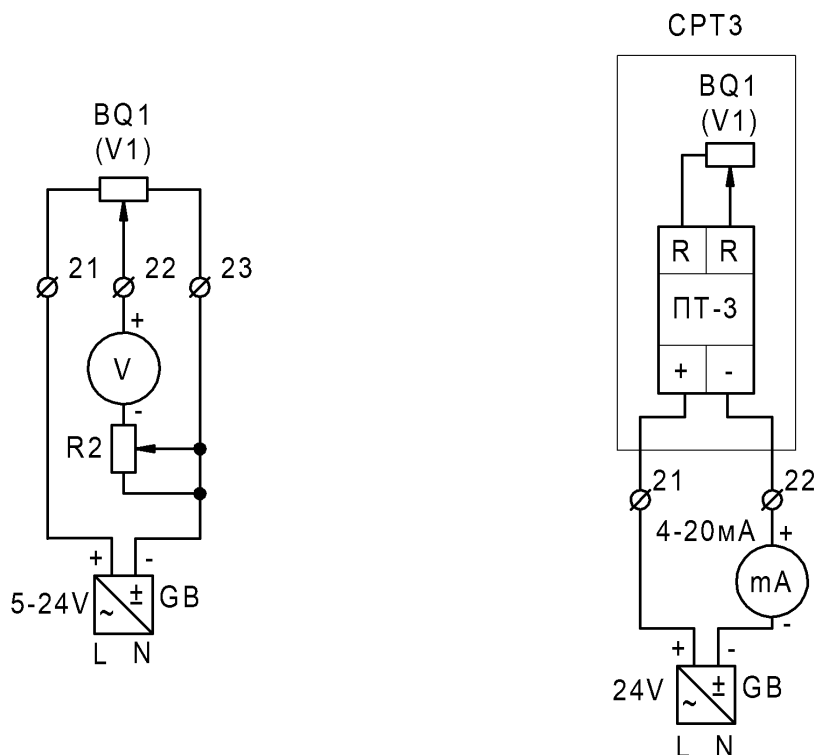 BQ1
(V1)
21 22 23
+
V
-
R2
+ -
5-24V ~ ± GB
L N
СРТ3
BQ1
(V1)
R R
ПТ-3
+ -
21 22
4-20мА +
mA
-
+ -
24V ~ ± GB
L N